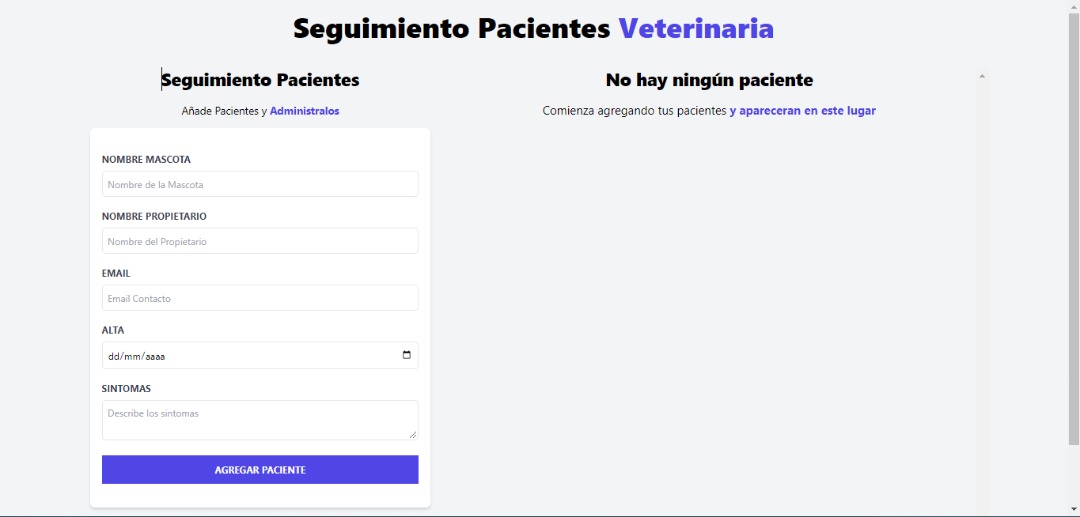 Seguimiento Pacientes Veterinaria
Seguimiento Pacientes
Añade Pacientes y Administralos
NOMBRE MASCOTA
Nombre de la Mascota
NOMBRE PROPIETARIO
Nombre del Propietario
EMAIL
Email Contacto
ALTA
dd/mm/aaaa
SINTOMAS
Describe los sintomas
AGREGAR PACIENTE
No hay ningún paciente
Comienza agregando tus pacientes y apareceran en este lugar